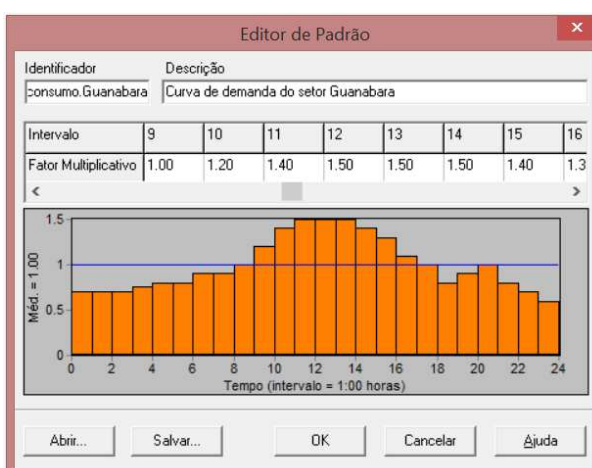 Editor de Padrão
×
Identificador Descrição
consumo.Guanabara Curva de demanda do setor Guanabara
Intervalo 9 10 11 12 13 14 15 16
Fator Multiplicativo 1.00 1.20 1.40 1.50 1.50 1.50 1.40 1.3
< >
1.5
1
0.5
0
Méd. = 1.00
0 2 4 6 8 10 12 14 16 18 20 22 24
Tempo (intervalo = 1:00 horas)
Abrir... Salvar... OK Cancelar Ajuda